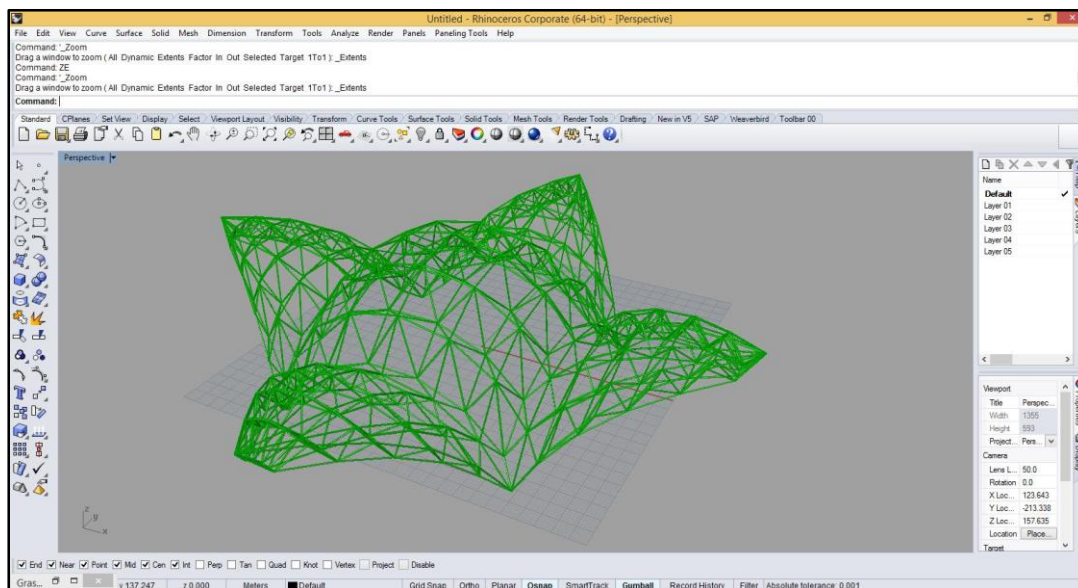 Untitled - Rhinoceros Corporate (64-bit) - [Perspective]
File Edit View Curve Surface Solid Mesh Dimension Transform Tools Analyze Render Panels Paneling Tools Help
Command: '_Zoom
Drag a window to zoom ( All Dynamic Extents Factor In Out Selected Target 1To1 ): _Extents
Command: ZE
Command: '_Zoom
Drag a window to zoom ( All Dynamic Extents Factor In Out Selected Target 1To1 ): _Extents
Command:
Standard CPlanes Set View Display Select Viewport Layout Visibility Transform Curve Tools Surface Tools Solid Tools Mesh Tools Render Tools Drafting New in V5 SAP Weaverbird Toolbar 00
Perspective
Name
Default
Layer 01
Layer 02
Layer 03
Layer 04
Layer 05
Viewport
Title Perspec...
Width 1355
Height 593
Project... Pers...
Camera
Lens L... 50.0
Rotation 0.0
X Loc... 123.643
Y Loc... -213.338
Z Loc... 157.635
Location Place...
Target
z
y
x
End Near Point Mid Cen Int Perp Tan Quad Knot Vertex Project Disable
Gras... y 137.247 z 0.000 Meters Default Grid Snap Ortho Planar Osnap SmartTrack Gumball Record History Filter Absolute tolerance: 0.001